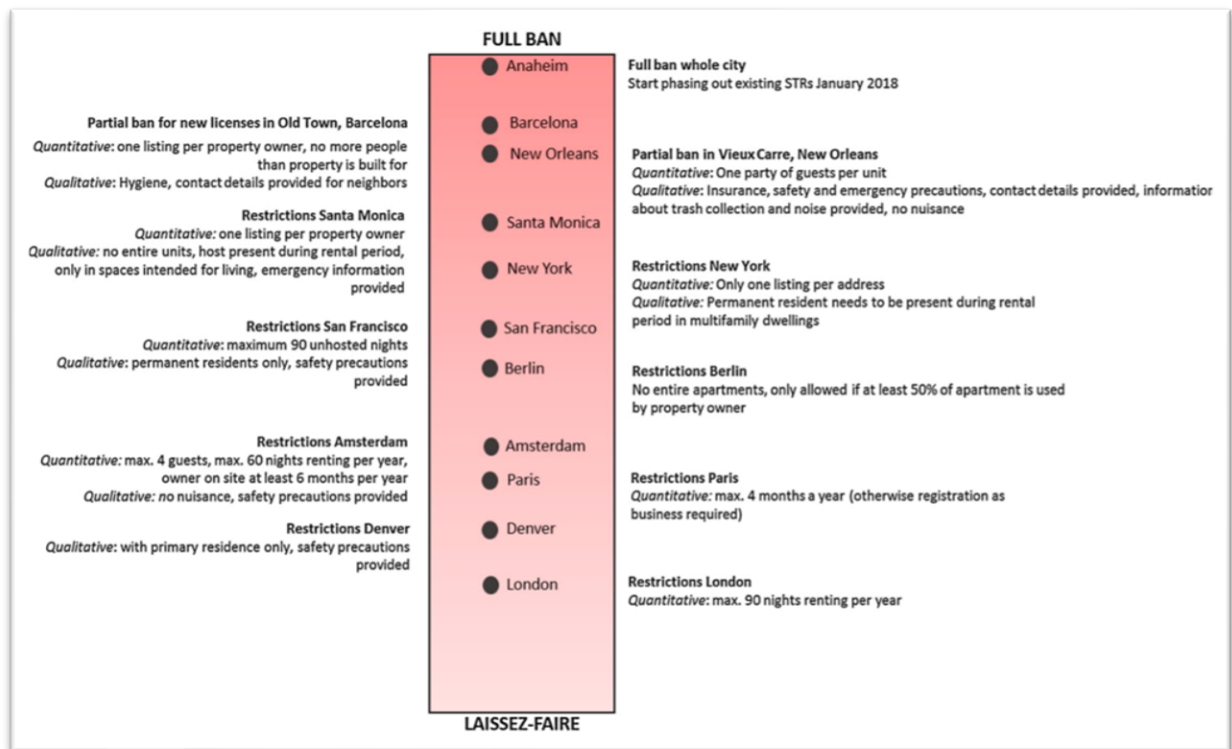 FULL BAN
Anaheim
Full ban whole city
Start phasing out existing STRs January 2018
Partial ban for new licenses in Old Town, Barcelona
Quantitative: one listing per property owner, no more people
than property is built for
Qualitative: Hygiene, contact details provided for neighbors
Barcelona
New Orleans
Partial ban in Vieux Carre, New Orleans
Quantitative: One party of guests per unit
Qualitative: Insurance, safety and emergency precautions, contact details provided, information
about trash collection and noise provided, no nuisance
Restrictions Santa Monica
Quantitative: one listing per property owner
Qualitative: no entire units, host present during rental period,
only in spaces intended for living, emergency information
provided
Santa Monica
New York
Restrictions New York
Quantitative: Only one listing per address
Qualitative: Permanent resident needs to be present during rental
period in multifamily dwellings
Restrictions San Francisco
Quantitative: maximum 90 unhosted nights
Qualitative: permanent residents only, safety precautions
provided
San Francisco
Berlin
Restrictions Berlin
No entire apartments, only allowed if at least 50% of apartment is used
by property owner
Restrictions Amsterdam
Quantitative: max. 4 guests, max. 60 nights renting per year,
owner on site at least 6 months per year
Qualitative: no nuisance, safety precautions provided
Amsterdam
Paris
Restrictions Paris
Quantitative: max. 4 months a year (otherwise registration as
business required)
Restrictions Denver
Qualitative: with primary residence only, safety precautions
provided
Denver
London
Restrictions London
Quantitative: max. 90 nights renting per year
LAISSEZ-FAIRE